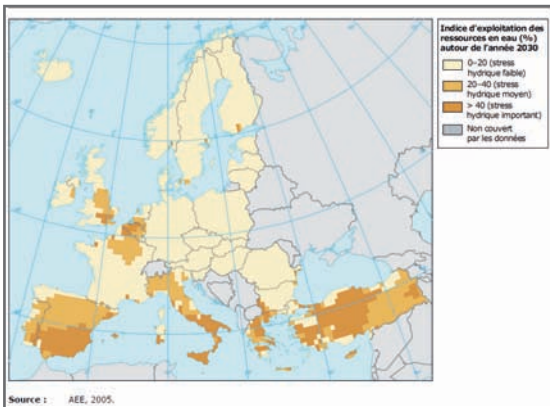 Indice d'exploitation des
ressources en eau (%)
autour de l'année 2030
0–20 (stress
hydrique faible)
20–40 (stress
hydrique moyen)
> 40 (stress
hydrique important)
Non couvert
par les données
Source : AEE, 2005.